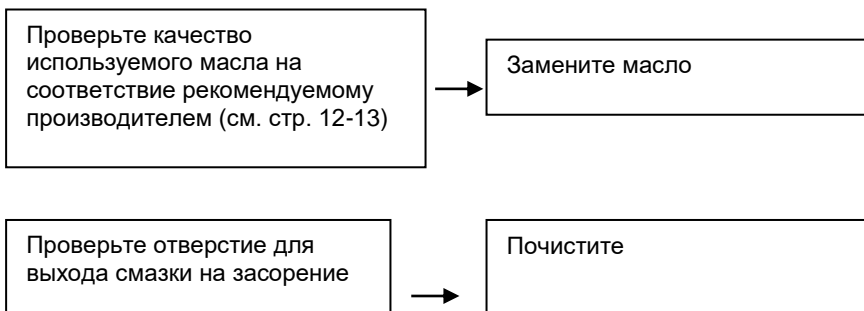 Проверьте качество
используемого масла на
соответствие рекомендуемому
производителем (см. стр. 12-13)
Замените масло
Проверьте отверстие для
выхода смазки на засорение
Почистите